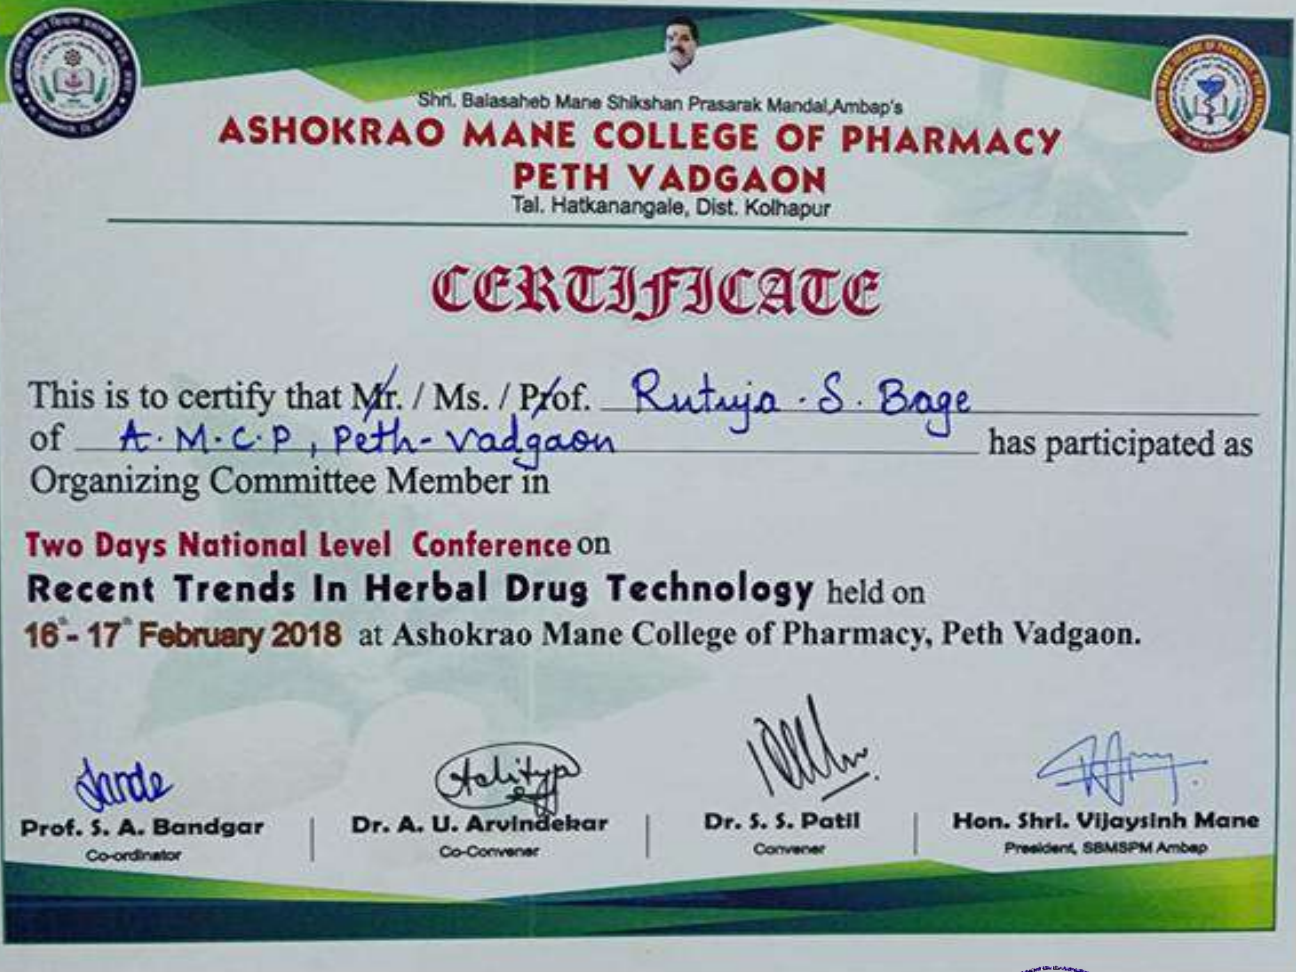 Shri. Balasaheb Mane Shikshan Prasarak Mandal,Ambap's
ASHOKRAO MANE COLLEGE OF PHARMACY
PETH VADGAON
Tal. Hatkanangale, Dist. Kolhapur
CERTIFICATE
This is to certify that Mr. / Ms. / Prof. Rutuja . S. Bage
of A.M.C.P, Peth-vadgaon has participated as
Organizing Committee Member in
Two Days National Level Conference on
Recent Trends In Herbal Drug Technology held on
16th - 17th February 2018 at Ashokrao Mane College of Pharmacy, Peth Vadgaon.
Prof. S. A. Bandgar | Dr. A. U. Arvindekar | Dr. S. S. Patil | Hon. Shri. Vijaysinh Mane
Co-ordinator Co-Convener Convener President, SBMSPM Ambap